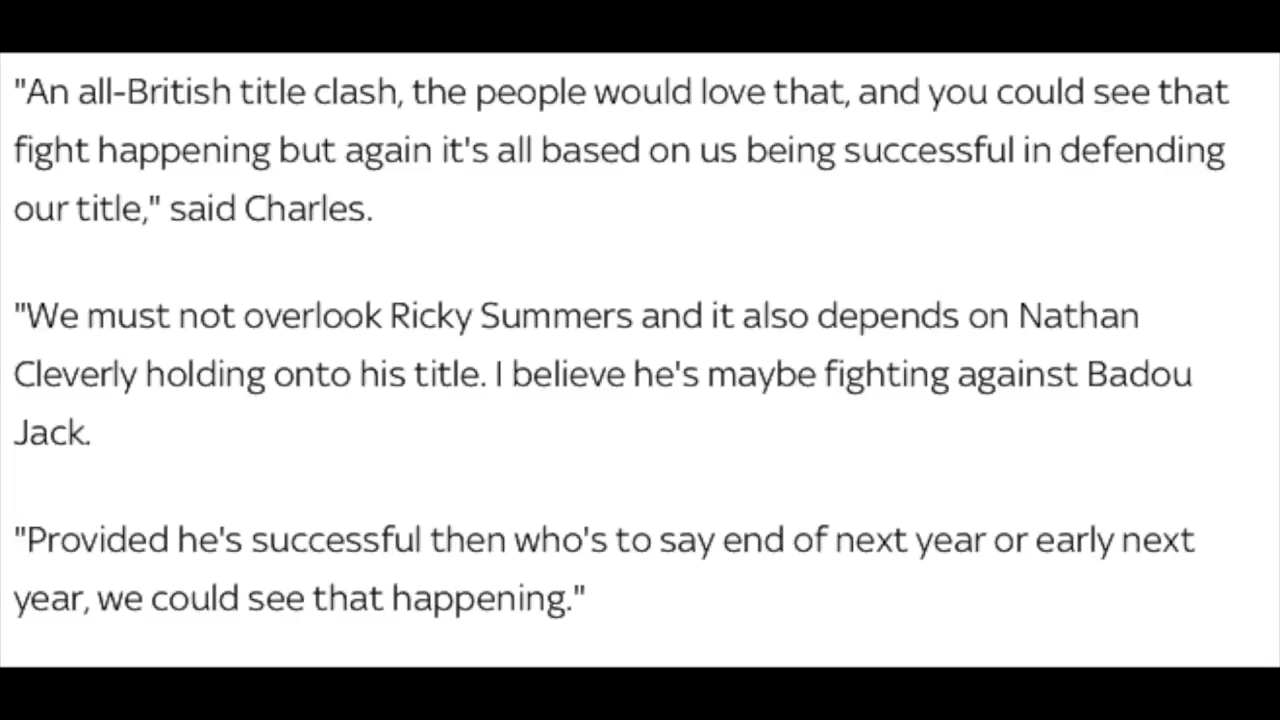 "An all-British title clash, the people would love that, and you could see that
fight happening but again it's all based on us being successful in defending
our title," said Charles.
"We must not overlook Ricky Summers and it also depends on Nathan
Cleverly holding onto his title. I believe he's maybe fighting against Badou
Jack.
"Provided he's successful then who's to say end of next year or early next
year, we could see that happening."